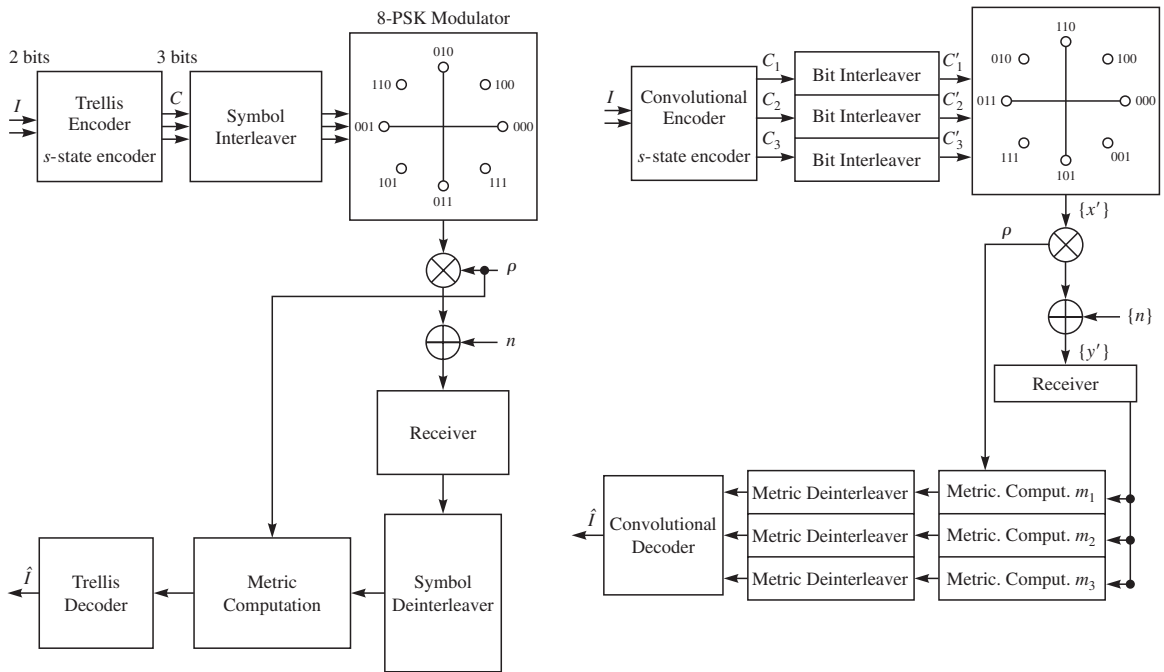 8-PSK Modulator
2 bits
3 bits
I
Trellis
Encoder
s-state encoder
C
Symbol
Interleaver
010
110
100
001
000
101
111
011
ρ
n
Receiver
Symbol
Deinterleaver
Metric
Computation
Trellis
Decoder
Î
I
Convolutional
Encoder
s-state encoder
C₁
C₂
C₃
Bit Interleaver
Bit Interleaver
Bit Interleaver
C′₁
C′₂
C′₃
110
010
100
011
000
111
001
101
{x′}
ρ
{n}
{y′}
Receiver
Metric. Comput. m₁
Metric. Comput. m₂
Metric. Comput. m₃
Metric Deinterleaver
Metric Deinterleaver
Metric Deinterleaver
Convolutional
Decoder
Î